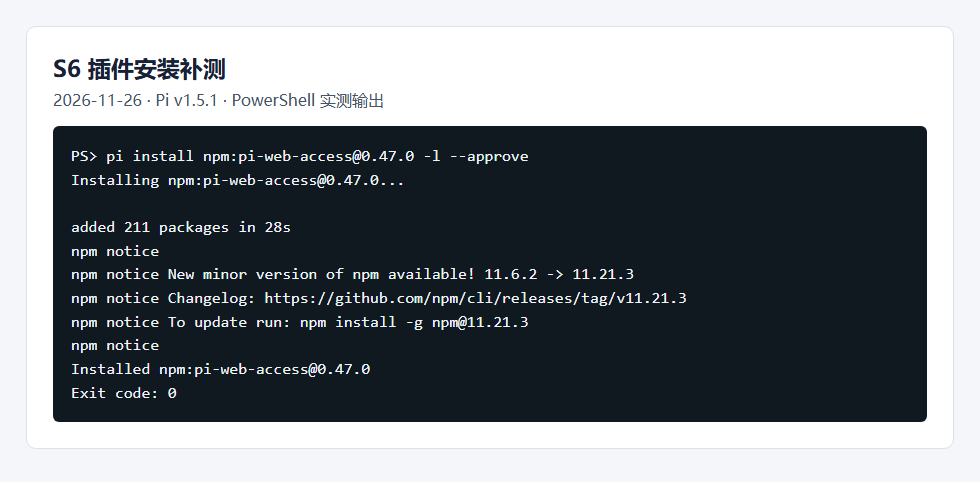 S6 插件安装补测
2026-11-26 · Pi v1.5.1 · PowerShell 实测输出
PS> pi install npm:pi-web-access@0.47.0 -l --approve
Installing npm:pi-web-access@0.47.0...
added 211 packages in 28s
npm notice
npm notice New minor version of npm available! 11.6.2 -> 11.21.3
npm notice Changelog: https://github.com/npm/cli/releases/tag/v11.21.3
npm notice To update run: npm install -g npm@11.21.3
npm notice
Installed npm:pi-web-access@0.47.0
Exit code: 0